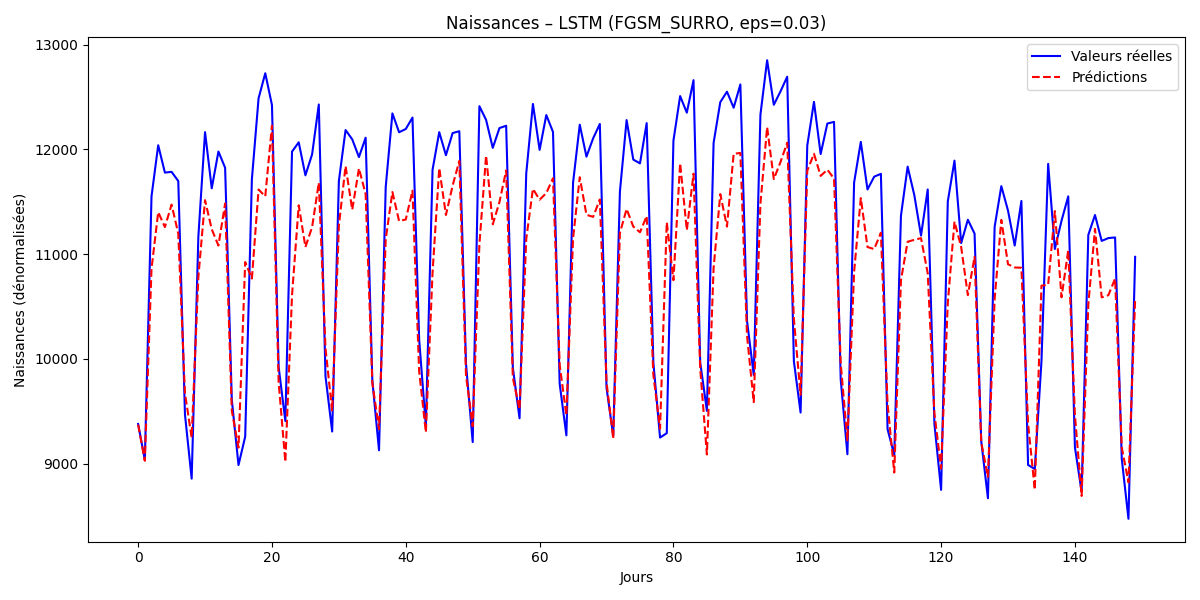 Naissances – LSTM (FGSM_SURRO, eps=0.03)
13000
12000
11000
10000
9000
Naissances (dénormalisées)
Valeurs réelles
Prédictions
0 20 40 60 80 100 120 140
Jours